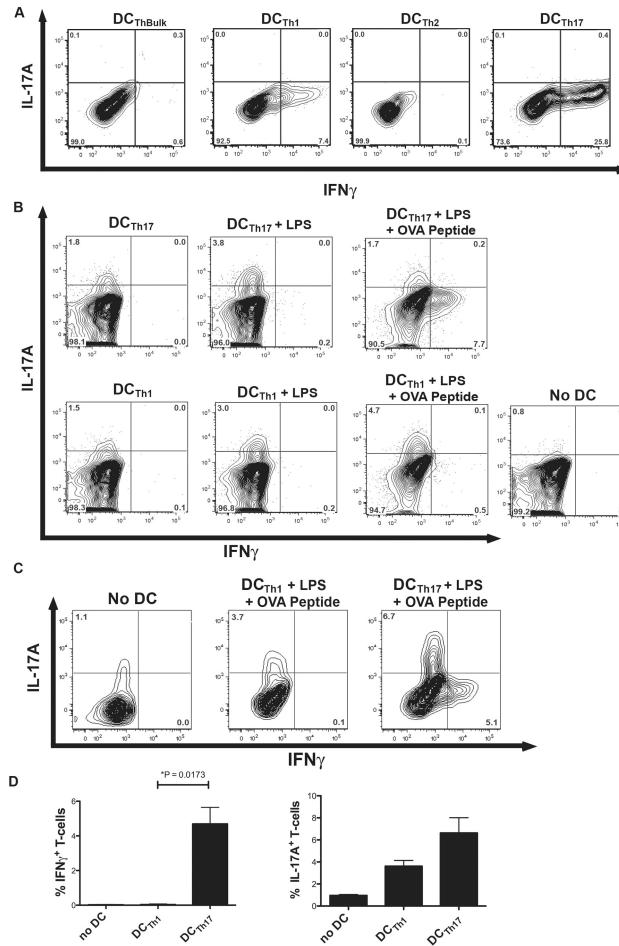 A
DCThBulk
DCTh1
DCTh2
DCTh17
IL-17A
0.1 0.3
99.0 0.6
0.0 0.0
92.5 7.4
0.0 0.0
99.9 0.1
0.1 0.4
73.6 25.8
IFNγ
B
DCTh17
DCTh17 + LPS
DCTh17 + LPS
+ OVA Peptide
1.8 0.0
98.1 0.0
3.8 0.0
96.0 0.2
1.7 0.2
90.5 7.7
IL-17A
DCTh1
DCTh1 + LPS
DCTh1 + LPS
+ OVA Peptide
No DC
1.5 0.0
98.3 0.1
3.0 0.0
96.8 0.2
4.7 0.1
94.7 0.5
0.8
99.2
IFNγ
C
No DC
DCTh1 + LPS
+ OVA Peptide
DCTh17 + LPS
+ OVA Peptide
IL-17A
1.1
0.0
3.7
0.1
6.7
5.1
IFNγ
D
*P = 0.0173
% IFNγ+ T-cells
6
4
2
0
no DC
DCTh1
DCTh17
% IL-17A+ T-cells
10
8
6
4
2
0
no DC
DCTh1
DCTh17